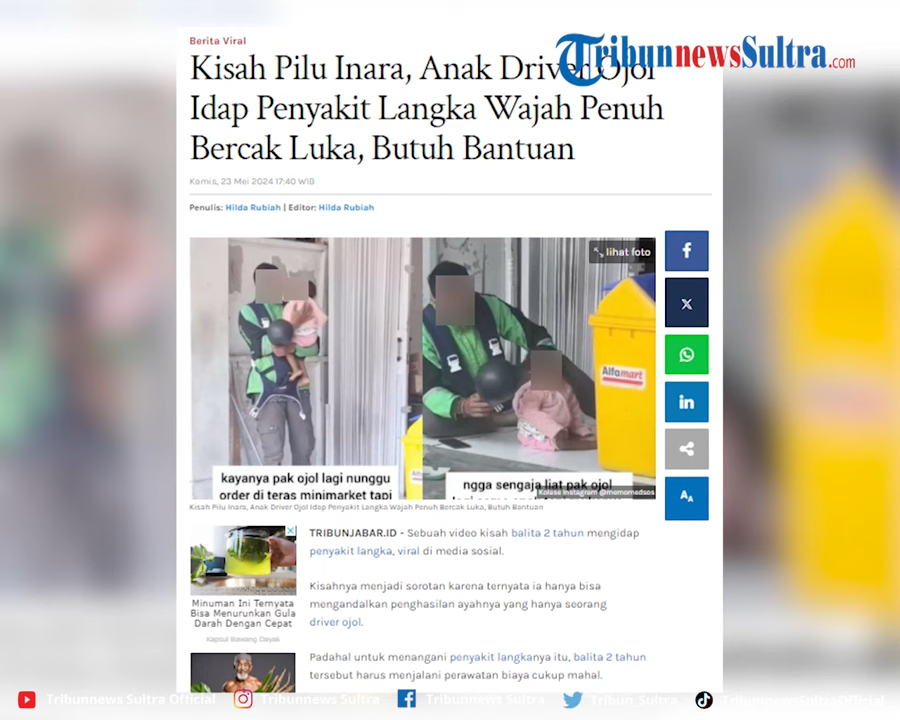 Berita Viral
TribunnewsSultra.com
Kisah Pilu Inara, Anak Driver Ojol
Idap Penyakit Langka Wajah Penuh
Bercak Luka, Butuh Bantuan
Kamis, 23 Mei 2024 17:40 WIB
Penulis: Hilda Rubiah | Editor: Hilda Rubiah
lihat foto
Alfamart
kayanya pak ojol lagi nunggu
order di teras minimarket tapi
ngga sengaja liat pak ojol
Kolase Instagram @memomedsos
Kisah Pilu Inara, Anak Driver Ojol Idap Penyakit Langka Wajah Penuh Bercak Luka, Butuh Bantuan
TRIBUNJABAR.ID - Sebuah video kisah balita 2 tahun mengidap
penyakit langka, viral di media sosial.
Minuman Ini Ternyata
Bisa Menurunkan Gula
Darah Dengan Cepat
Kapsul Bawang Dayak
Kisahnya menjadi sorotan karena ternyata ia hanya bisa
mengandalkan penghasilan ayahnya yang hanya seorang
driver ojol.
Padahal untuk menangani penyakit langkanya itu, balita 2 tahun
tersebut harus menjalani perawatan biaya cukup mahal.
Tribunnews Sultra Official
Tribunnews Sultra
Tribunnews Sultra
Tribun_Sultra
TribunnewsSultraOfficial